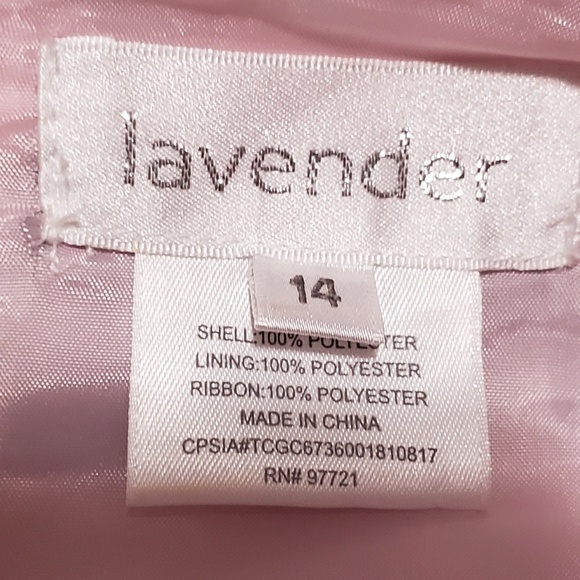 lavender
14
SHELL:100% POLYESTER
LINING:100% POLYESTER
RIBBON:100% POLYESTER
MADE IN CHINA
CPSIA#TCGC6736001810817
RN# 97721